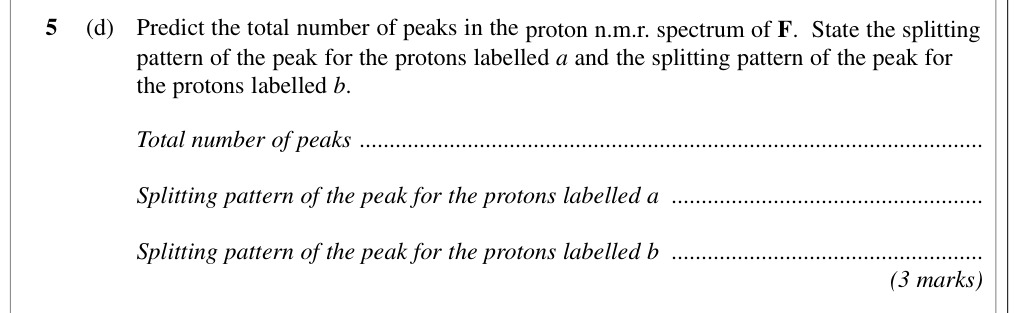 5 (d) Predict the total number of peaks in the proton n.m.r. spectrum of F. State the splitting
pattern of the peak for the protons labelled a and the splitting pattern of the peak for
the protons labelled b.
Total number of peaks ..........................................................................................................
Splitting pattern of the peak for the protons labelled a .....................................................
Splitting pattern of the peak for the protons labelled b .....................................................
(3 marks)